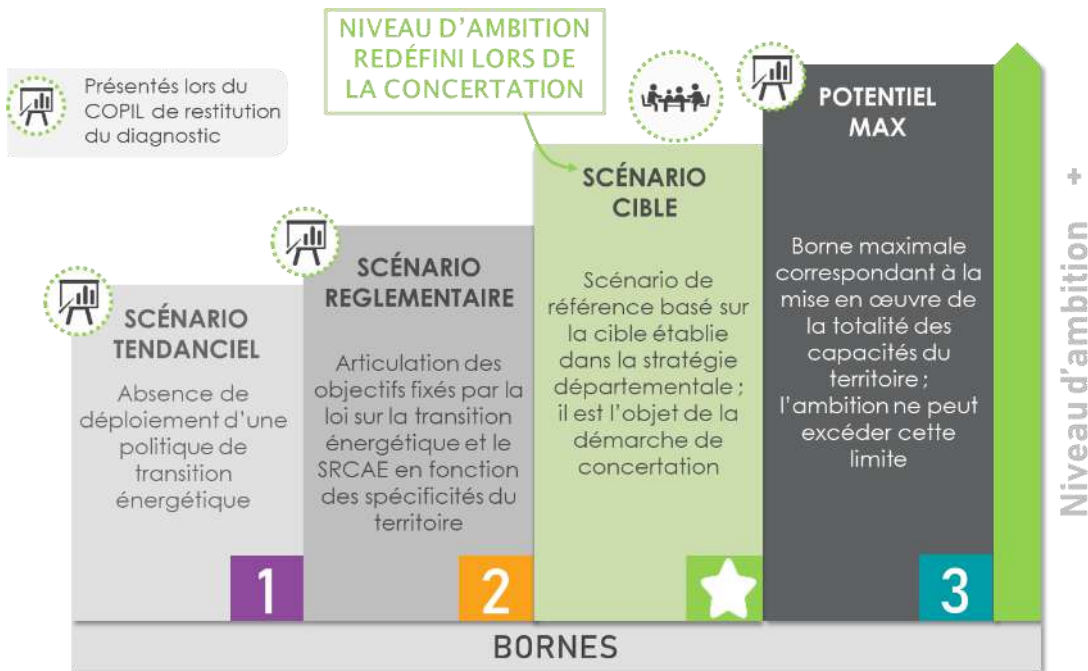 NIVEAU D'AMBITION
REDÉFINI LORS DE
LA CONCERTATION
Présentés lors du
COPIL de restitution
du diagnostic
SCÉNARIO
TENDANCIEL
Absence de
déploiement d'une
politique de
transition
énergétique
1
SCÉNARIO
REGLEMENTAIRE
Articulation des
objectifs fixés par la
loi sur la transition
énergétique et le
SRCAE en fonction
des spécificités du
territoire
2
SCÉNARIO
CIBLE
Scénario de
référence basé sur
la cible établie
dans la stratégie
départementale ;
il est l'objet de la
démarche de
concertation
POTENTIEL
MAX
Borne maximale
correspondant à la
mise en œuvre de
la totalité des
capacités du
territoire ;
l'ambition ne peut
excéder cette
limite
3
BORNES
Niveau d'ambition +